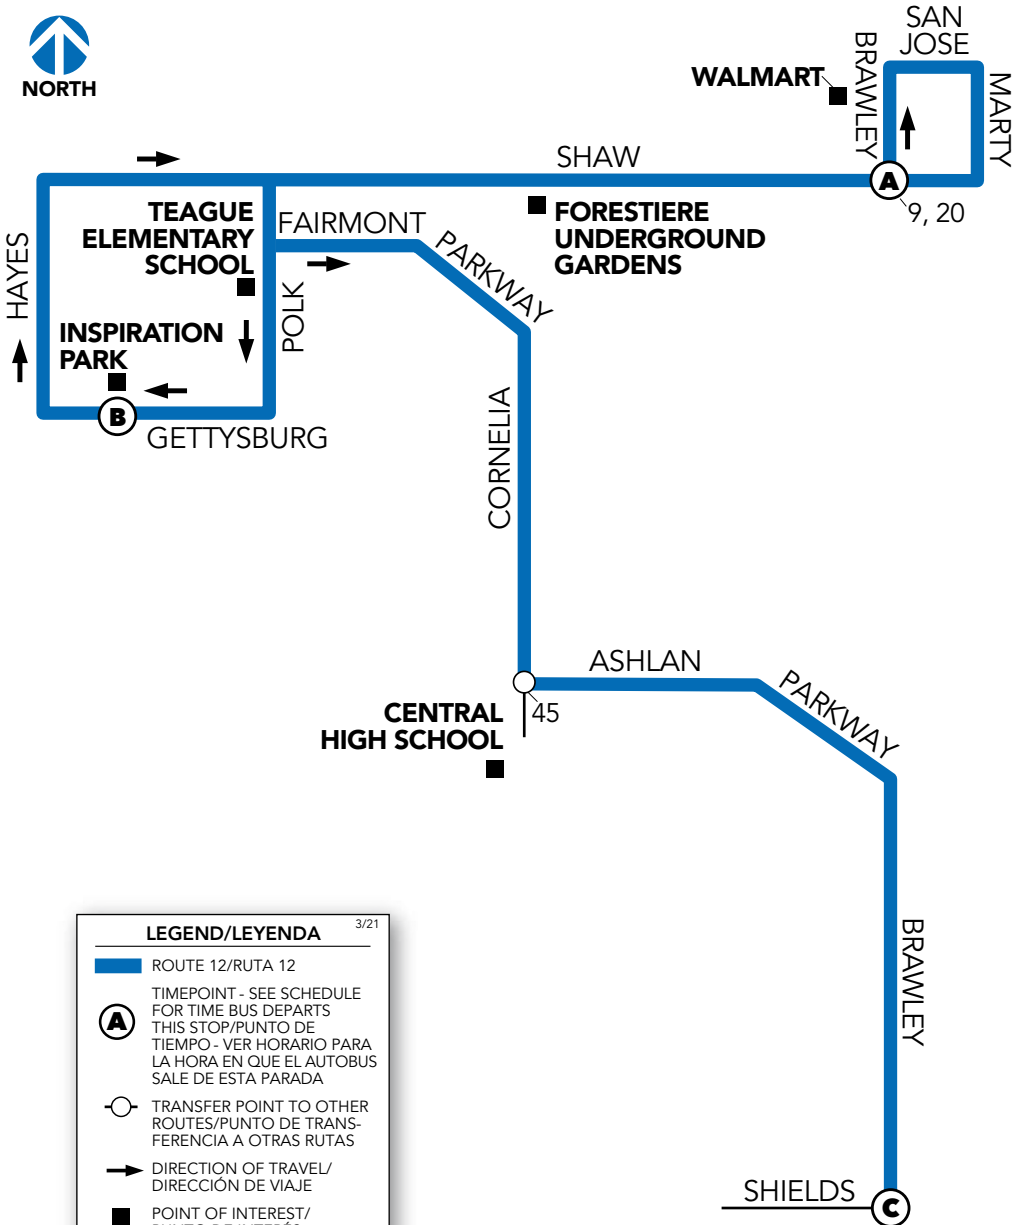 NORTH
SAN
JOSE
BRAWLEY
MARTY
WALMART
SHAW
A
9, 20
TEAGUE
ELEMENTARY
SCHOOL
FAIRMONT
PARKWAY
FORESTIERE
UNDERGROUND
GARDENS
HAYES
POLK
INSPIRATION
PARK
B
GETTYSBURG
CORNELIA
ASHLAN
PARKWAY
45
CENTRAL
HIGH SCHOOL
BRAWLEY
SHIELDS
C
3/21
LEGEND/LEYENDA
ROUTE 12/RUTA 12
A
TIMEPOINT - SEE SCHEDULE
FOR TIME BUS DEPARTS
THIS STOP/PUNTO DE
TIEMPO - VER HORARIO PARA
LA HORA EN QUE EL AUTOBUS
SALE DE ESTA PARADA
TRANSFER POINT TO OTHER
ROUTES/PUNTO DE TRANS-
FERENCIA A OTRAS RUTAS
DIRECTION OF TRAVEL/
DIRECCIÓN DE VIAJE
POINT OF INTEREST/